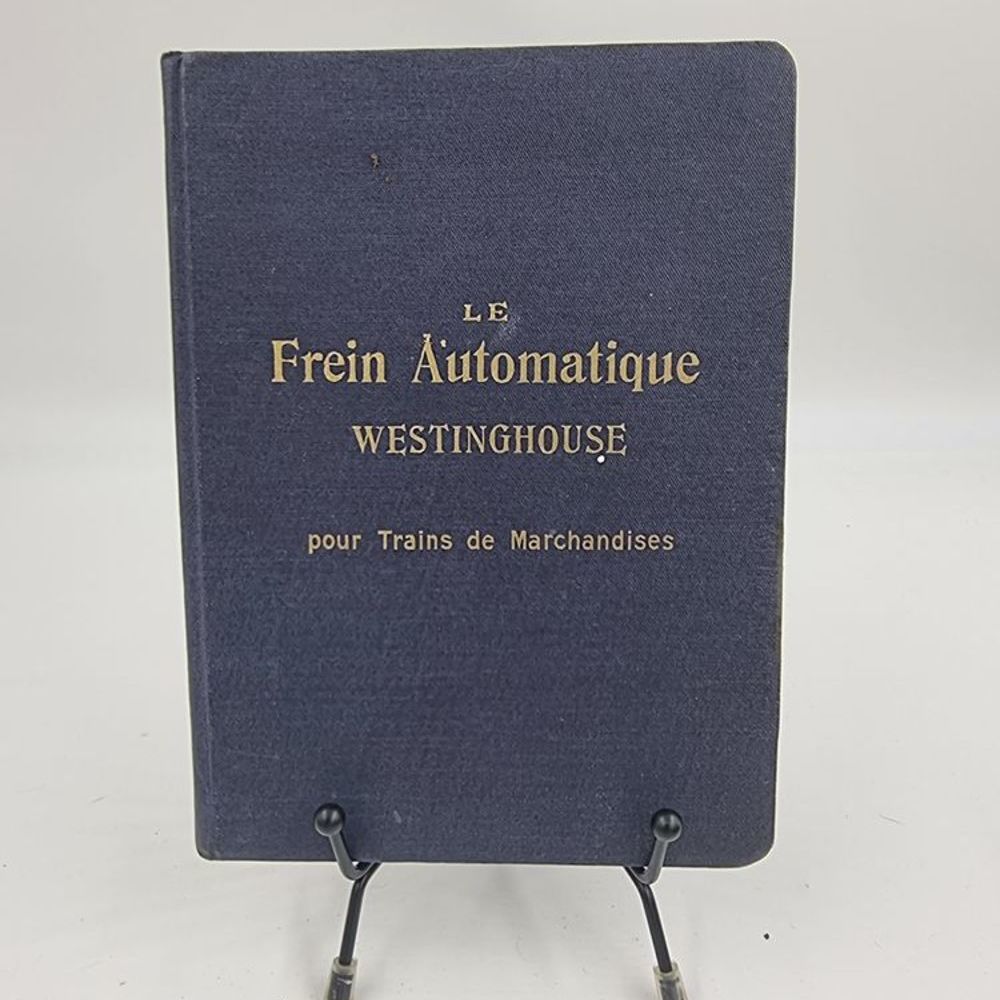 LE
Frein Automatique
WESTINGHOUSE
pour Trains de Marchandises